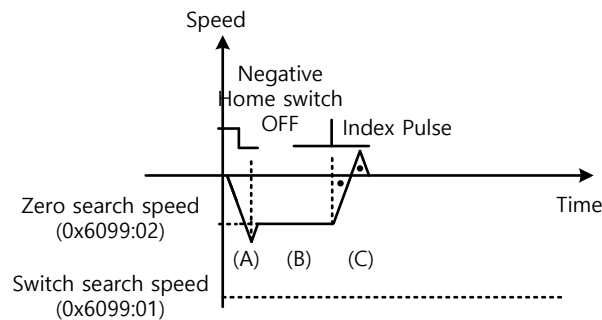 Speed
Negative
Home switch
OFF
Index Pulse
Time
Zero search speed
(0x6099:02)
(A)
(B)
(C)
Switch search speed
(0x6099:01)